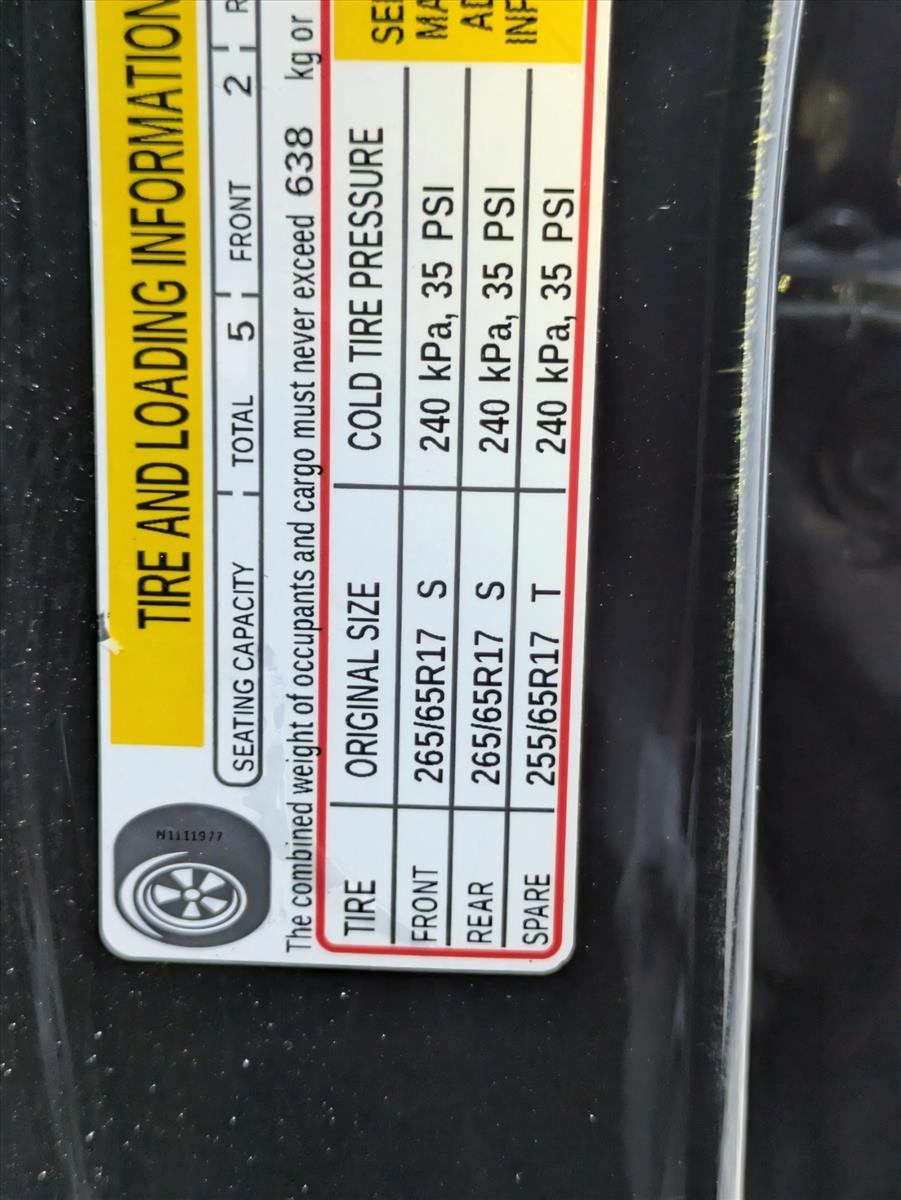 TIRE AND LOADING INFORMATION
SEATING CAPACITY TOTAL 5 FRONT 2 R
The combined weight of occupants and cargo must never exceed 638 kg or
TIRE ORIGINAL SIZE COLD TIRE PRESSURE
FRONT 265/65R17 S 240 kPa, 35 PSI
REAR 265/65R17 S 240 kPa, 35 PSI
SPARE 255/65R17 T 240 kPa, 35 PSI
N1111977